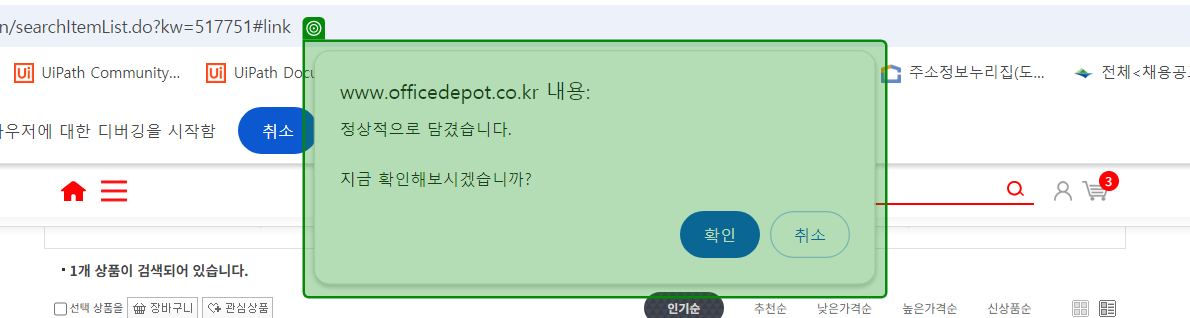 n/searchItemList.do?kw=517751#link
UiPath Community...
UiPath Docu
주소정보누리집(도...
전체<채용공...
www.officedepot.co.kr 내용:
정상적으로 담겼습니다.
지금 확인해보시겠습니까?
확인
취소
라우저에 대한 디버깅을 시작함
취소
3
1개 상품이 검색되어 있습니다.
선택 상품을
장바구니
관심상품
인기순
추천순
낮은가격순
높은가격순
신상품순